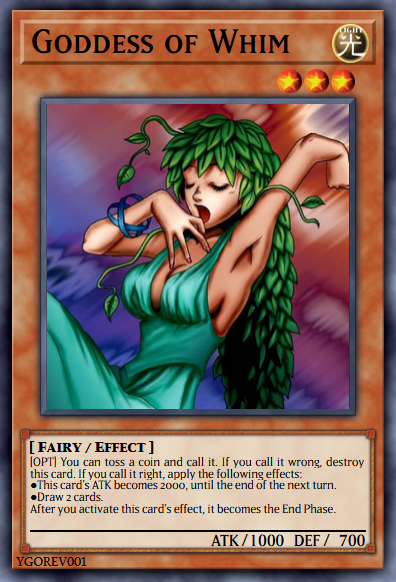 GODDESS OF WHIM
LIGHT
光
[ FAIRY / EFFECT ]
[OPT] You can toss a coin and call it. If you call it wrong, destroy
this card. If you call it right, apply the following effects:
●This card's ATK becomes 2000, until the end of the next turn.
●Draw 2 cards.
After you activate this card's effect, it becomes the End Phase.
ATK / 1000 DEF / 700
YGOREV001